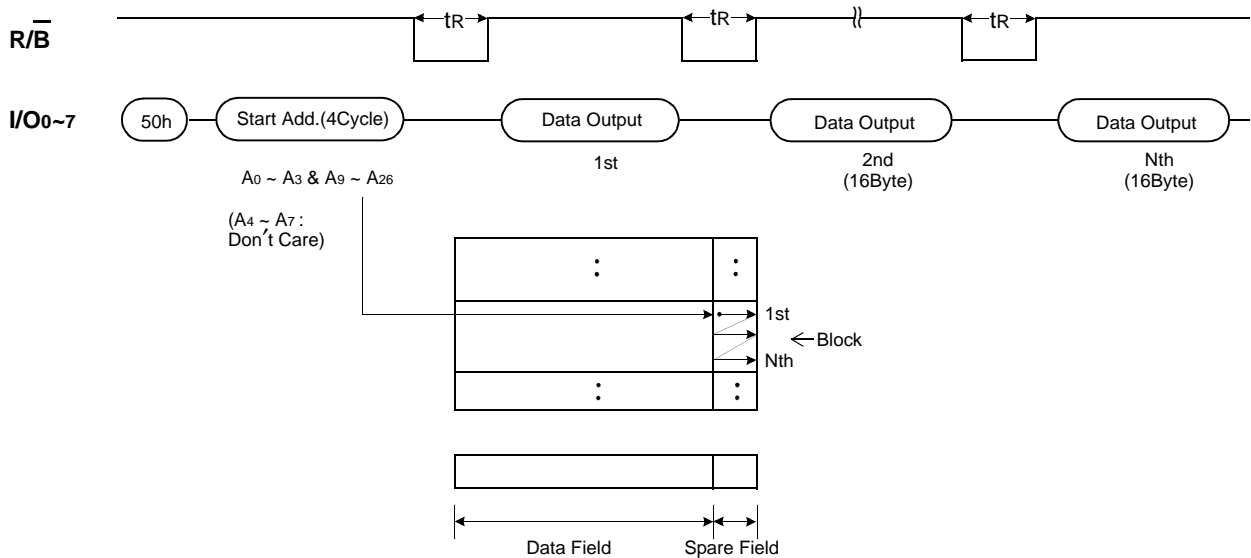 R/B
tR
tR
tR
I/O0~7
50h
Start Add.(4Cycle)
Data Output
Data Output
Data Output
1st
2nd
(16Byte)
Nth
(16Byte)
A0 ~ A3 & A9 ~ A26
(A4 ~ A7 :
Don't Care)
1st
Block
Nth
Data Field
Spare Field